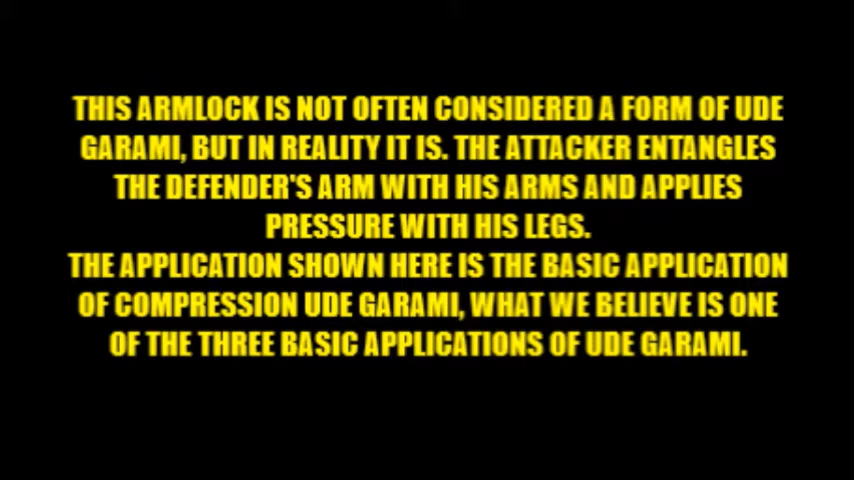 THIS ARMLOCK IS NOT OFTEN CONSIDERED A FORM OF UDE
GARAMI, BUT IN REALITY IT IS. THE ATTACKER ENTANGLES
THE DEFENDER'S ARM WITH HIS ARMS AND APPLIES
PRESSURE WITH HIS LEGS.
THE APPLICATION SHOWN HERE IS THE BASIC APPLICATION
OF COMPRESSION UDE GARAMI, WHAT WE BELIEVE IS ONE
OF THE THREE BASIC APPLICATIONS OF UDE GARAMI.